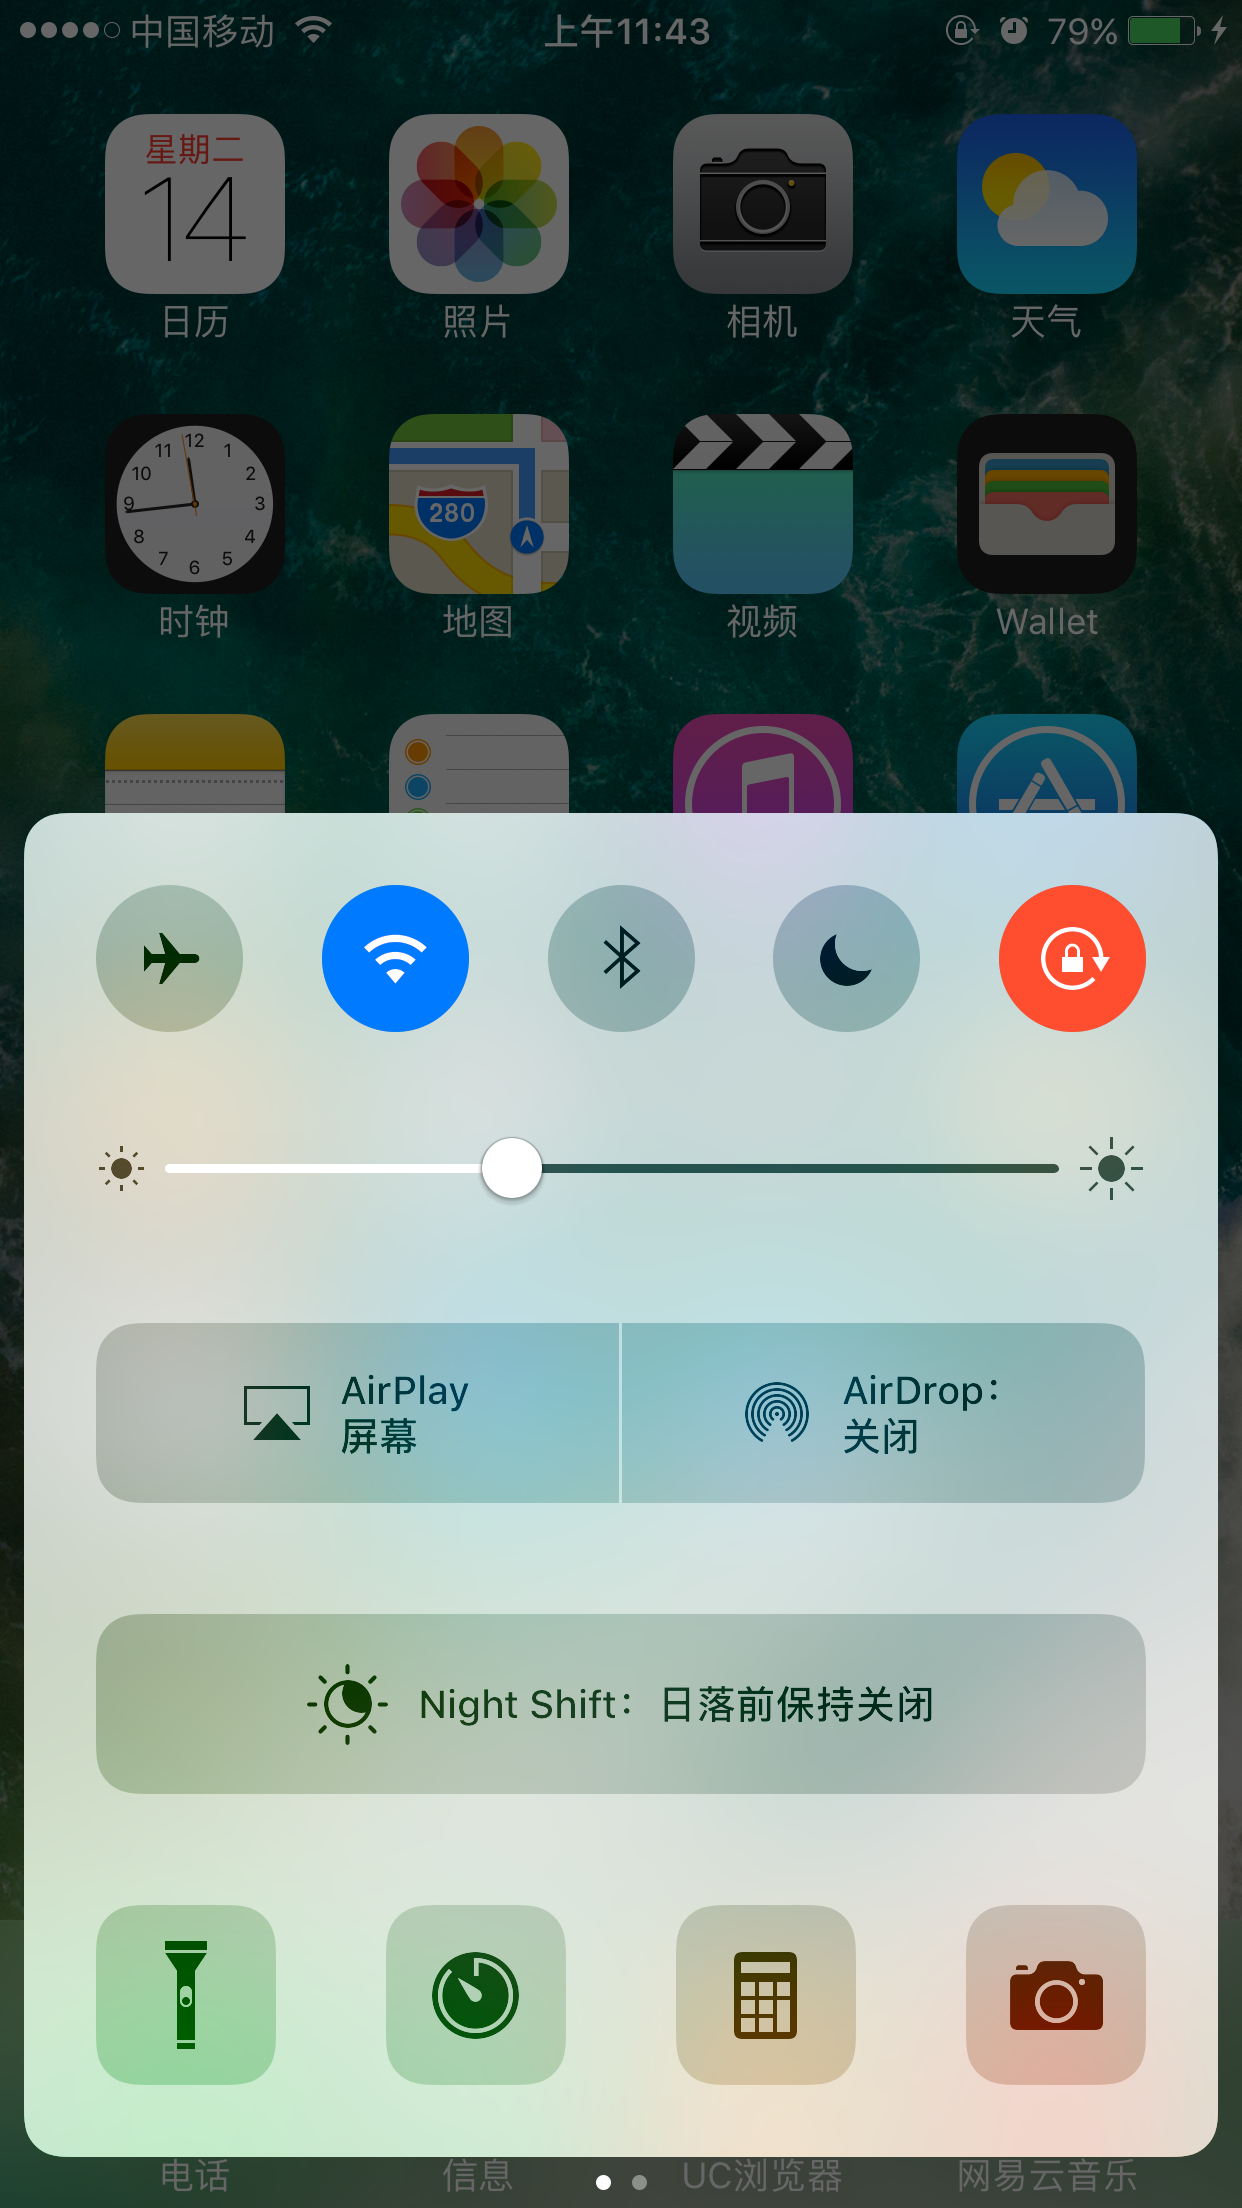 中国移动
上午11:43
79%
星期二
14
日历
照片
相机
天气
12
11
1
10
2
9
3
8
4
7
5
6
280
时钟
地图
视频
Wallet
AirPlay
屏幕
AirDrop:
关闭
Night Shift: 日落前保持关闭
电话
信息
UC浏览器
网易云音乐